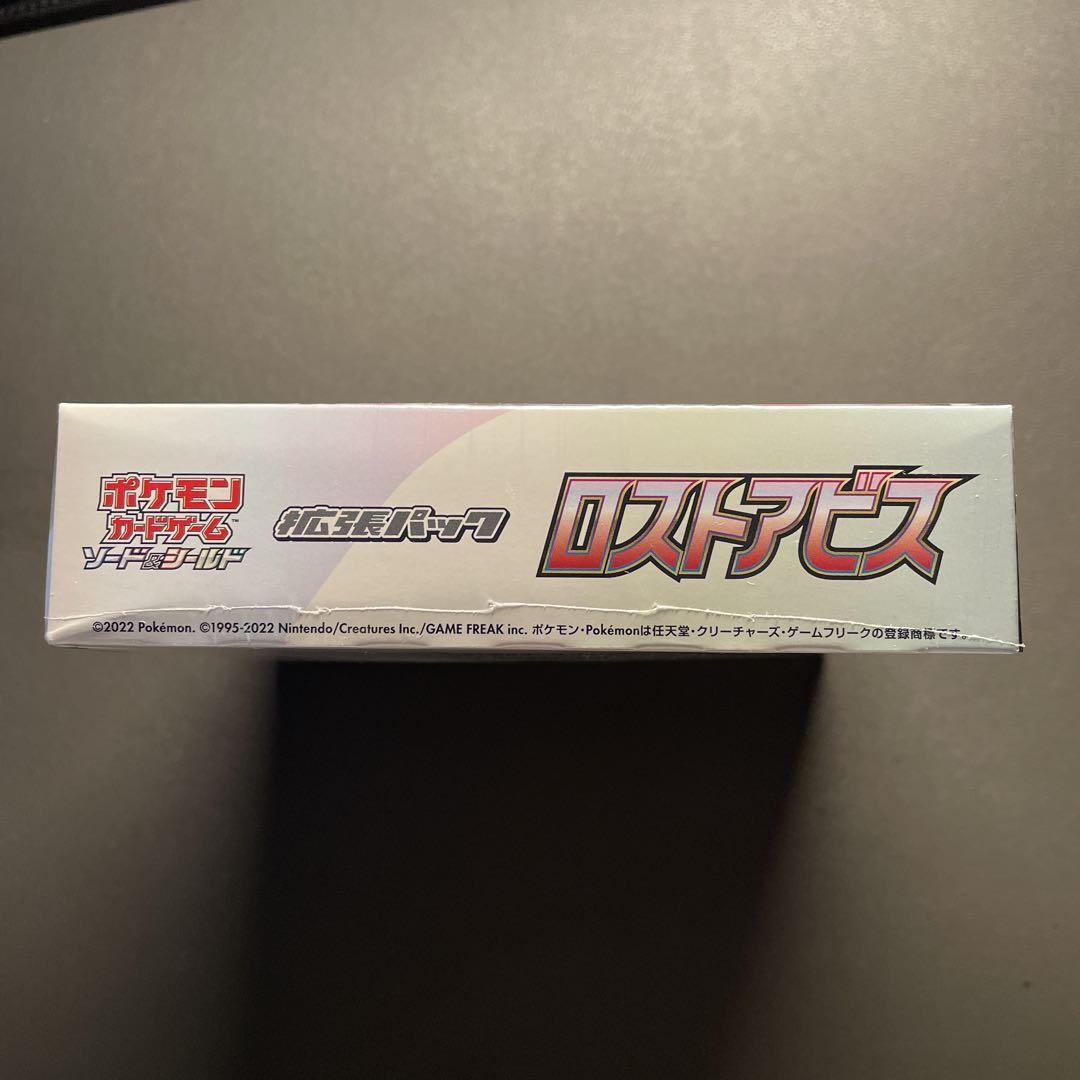 ポケモン
カードゲーム™
ソード&シールド
拡張パック
ロストアビス
©2022 Pokémon. ©1995-2022 Nintendo/Creatures Inc./GAME FREAK inc. ポケモン・Pokémonは任天堂・クリーチャーズ・ゲームフリークの登録商標です。